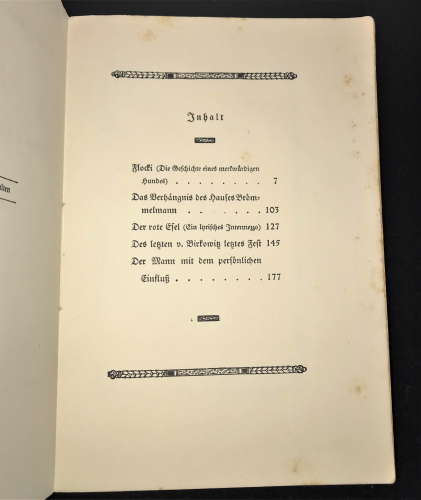 Inhalt
Flocki (Die Geschichte eines merkwürdigen
Hundes) . . . . . . . . 7
Das Verhängnis des Hauses Bröm-
melmann . . . . . . . 103
Der rote Esel (Ein lyrisches Intermezzo) 127
Des letzten v. Birkowitz letztes Fest 145
Der Mann mit dem persönlichen
Einfluß . . . . . . . . 177